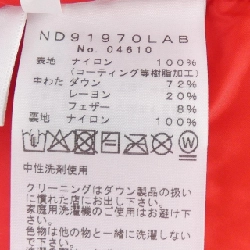 ND91970LAB
No. 04610
表地 ナイロン 100%
(コーティング等樹脂加工)
中わた ダウン 72%
レーヨン 20%
フェザー 8%
裏地 ナイロン 100%
中性洗剤使用
クリーニングはダウン製品の扱い
に慣れた店にお出し下さい。
家庭用洗濯機のご使用はお避け下
さい。
色物は他の物と一緒に洗濯しない
で下さい。